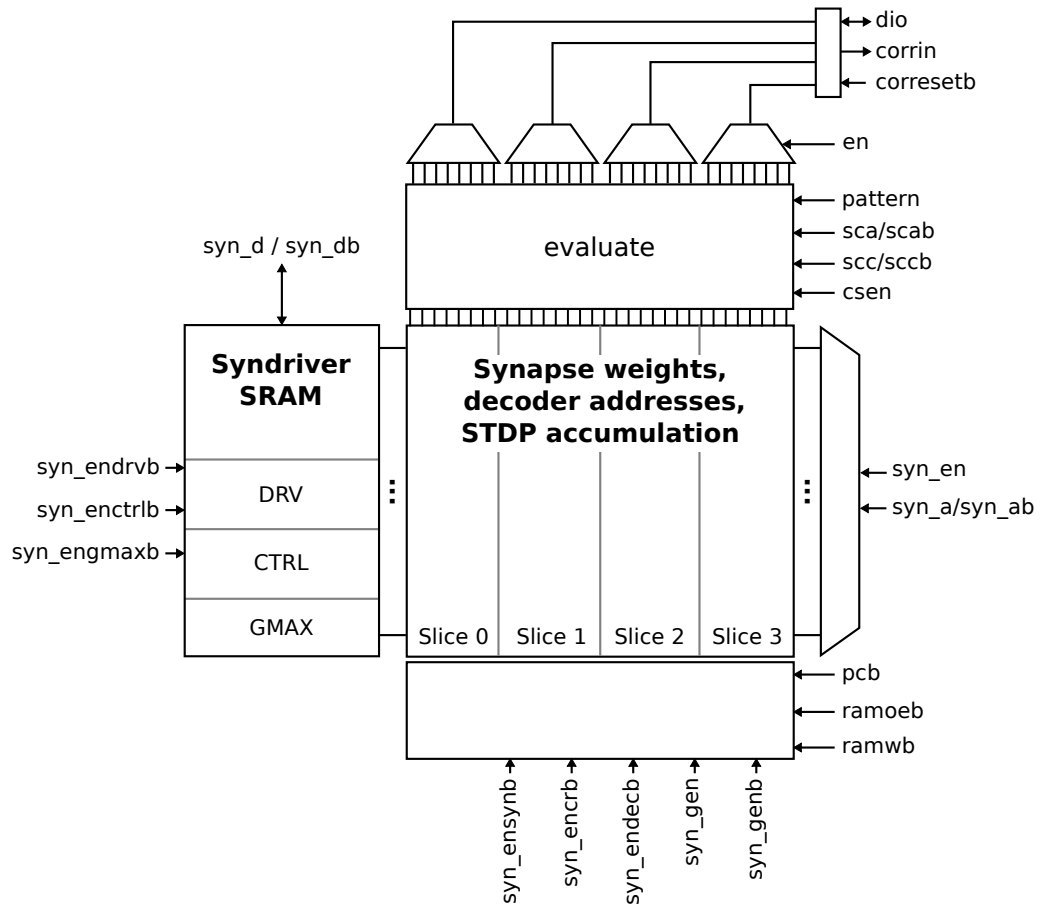 dio
corrin
corresetb
en
pattern
sca/scab
scc/sccb
csen
evaluate
syn_d / syn_db
Syndriver
SRAM
Synapse weights,
decoder addresses,
STDP accumulation
syn_endrvb
syn_enctrlb
syn_engmaxb
DRV
CTRL
GMAX
...
...
syn_en
syn_a/syn_ab
Slice 0
Slice 1
Slice 2
Slice 3
pcb
ramoeb
ramwb
syn_ensynb
syn_encrb
syn_endecb
syn_gen
syn_genb